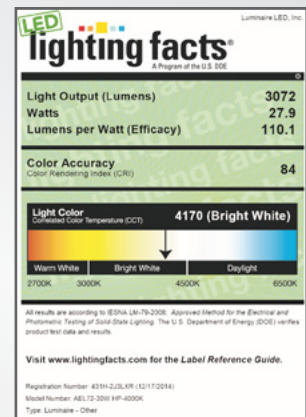 Luminaire LED, Inc.
LED
lighting facts®
A Program of the U.S. DOE
Light Output (Lumens) 3072
Watts 27.9
Lumens per Watt (Efficacy) 110.1
Color Accuracy
Color Rendering Index (CRI) 84
Light Color
Correlated Color Temperature (CCT) 4170 (Bright White)
Warm White Bright White Daylight
2700K 3000K 4500K 6500K
All results are according to IESNA LM-79-2008: Approved Method for the Electrical and
Photometric Testing of Solid-State Lighting. The U.S. Department of Energy (DOE) verifies
product test data and results.
Visit www.lightingfacts.com for the Label Reference Guide.
Registration Number: 431H-2J3LXR (12/17/2014)
Model Number: AEL72-30W HP-4000K
Type: Luminaire - Other